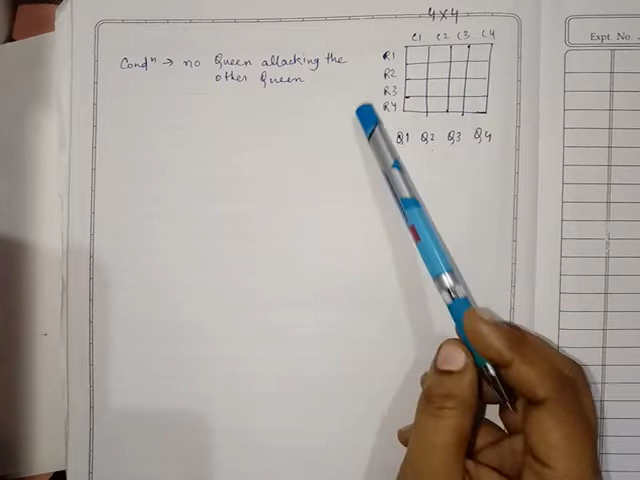 4x4
C1 C2 C3 C4
Condⁿ → no Queen attacking the
other Queen
R1
R2
R3
R4
Q1 Q2 Q3 Q4
Expt. No.